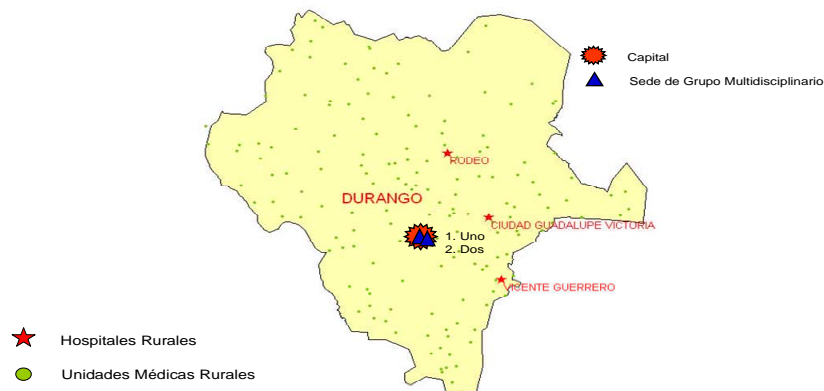 Capital
Sede de Grupo Multidisciplinario
RODEO
DURANGO
CIUDAD GUADALUPE VICTORIA
1. Uno
2. Dos
VICENTE GUERRERO
Hospitales Rurales
Unidades Médicas Rurales